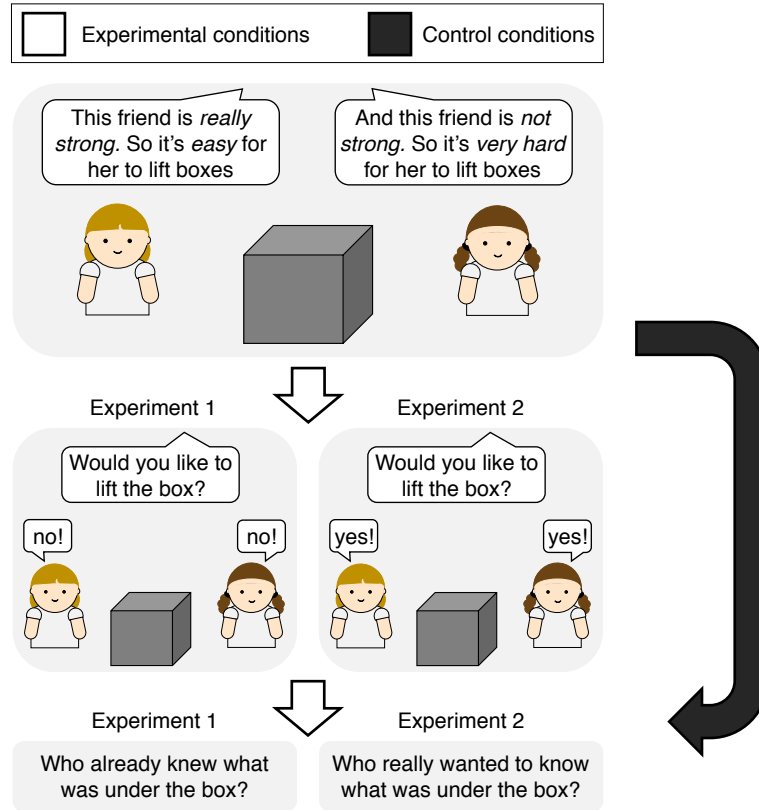 Experimental conditions
Control conditions
This friend is really
strong. So it's easy for
her to lift boxes
And this friend is not
strong. So it's very hard
for her to lift boxes
Experiment 1
Experiment 2
Would you like to
lift the box?
Would you like to
lift the box?
no!
no!
yes!
yes!
Experiment 1
Experiment 2
Who already knew what
was under the box?
Who really wanted to know
what was under the box?